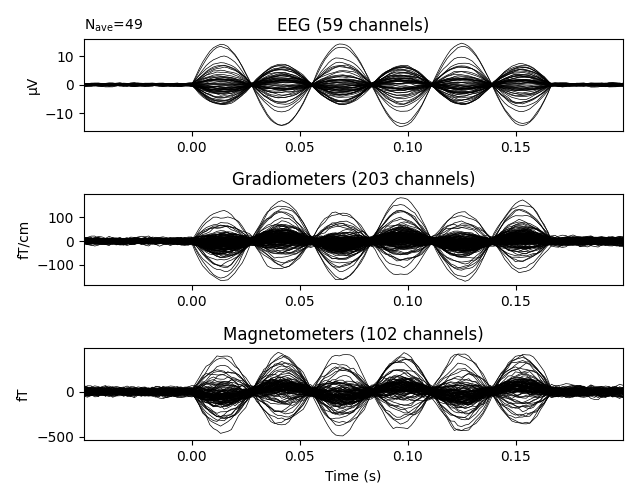 N_ave=49
EEG (59 channels)
10
0
−10
μV
0.00 0.05 0.10 0.15
Gradiometers (203 channels)
100
0
−100
fT/cm
0.00 0.05 0.10 0.15
Magnetometers (102 channels)
0
−500
fT
0.00 0.05 0.10 0.15
Time (s)